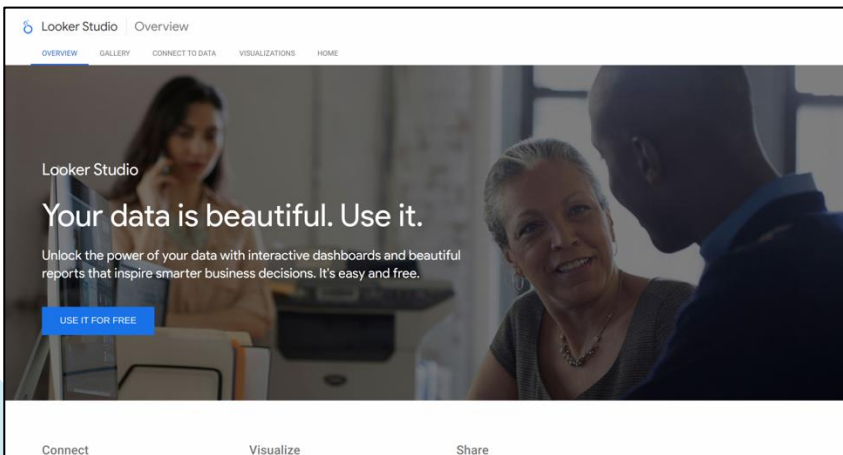 Looker Studio Overview
OVERVIEW GALLERY CONNECT TO DATA VISUALIZATIONS HOME
Looker Studio
Your data is beautiful. Use it.
Unlock the power of your data with interactive dashboards and beautiful
reports that inspire smarter business decisions. It's easy and free.
USE IT FOR FREE
Connect Visualize Share